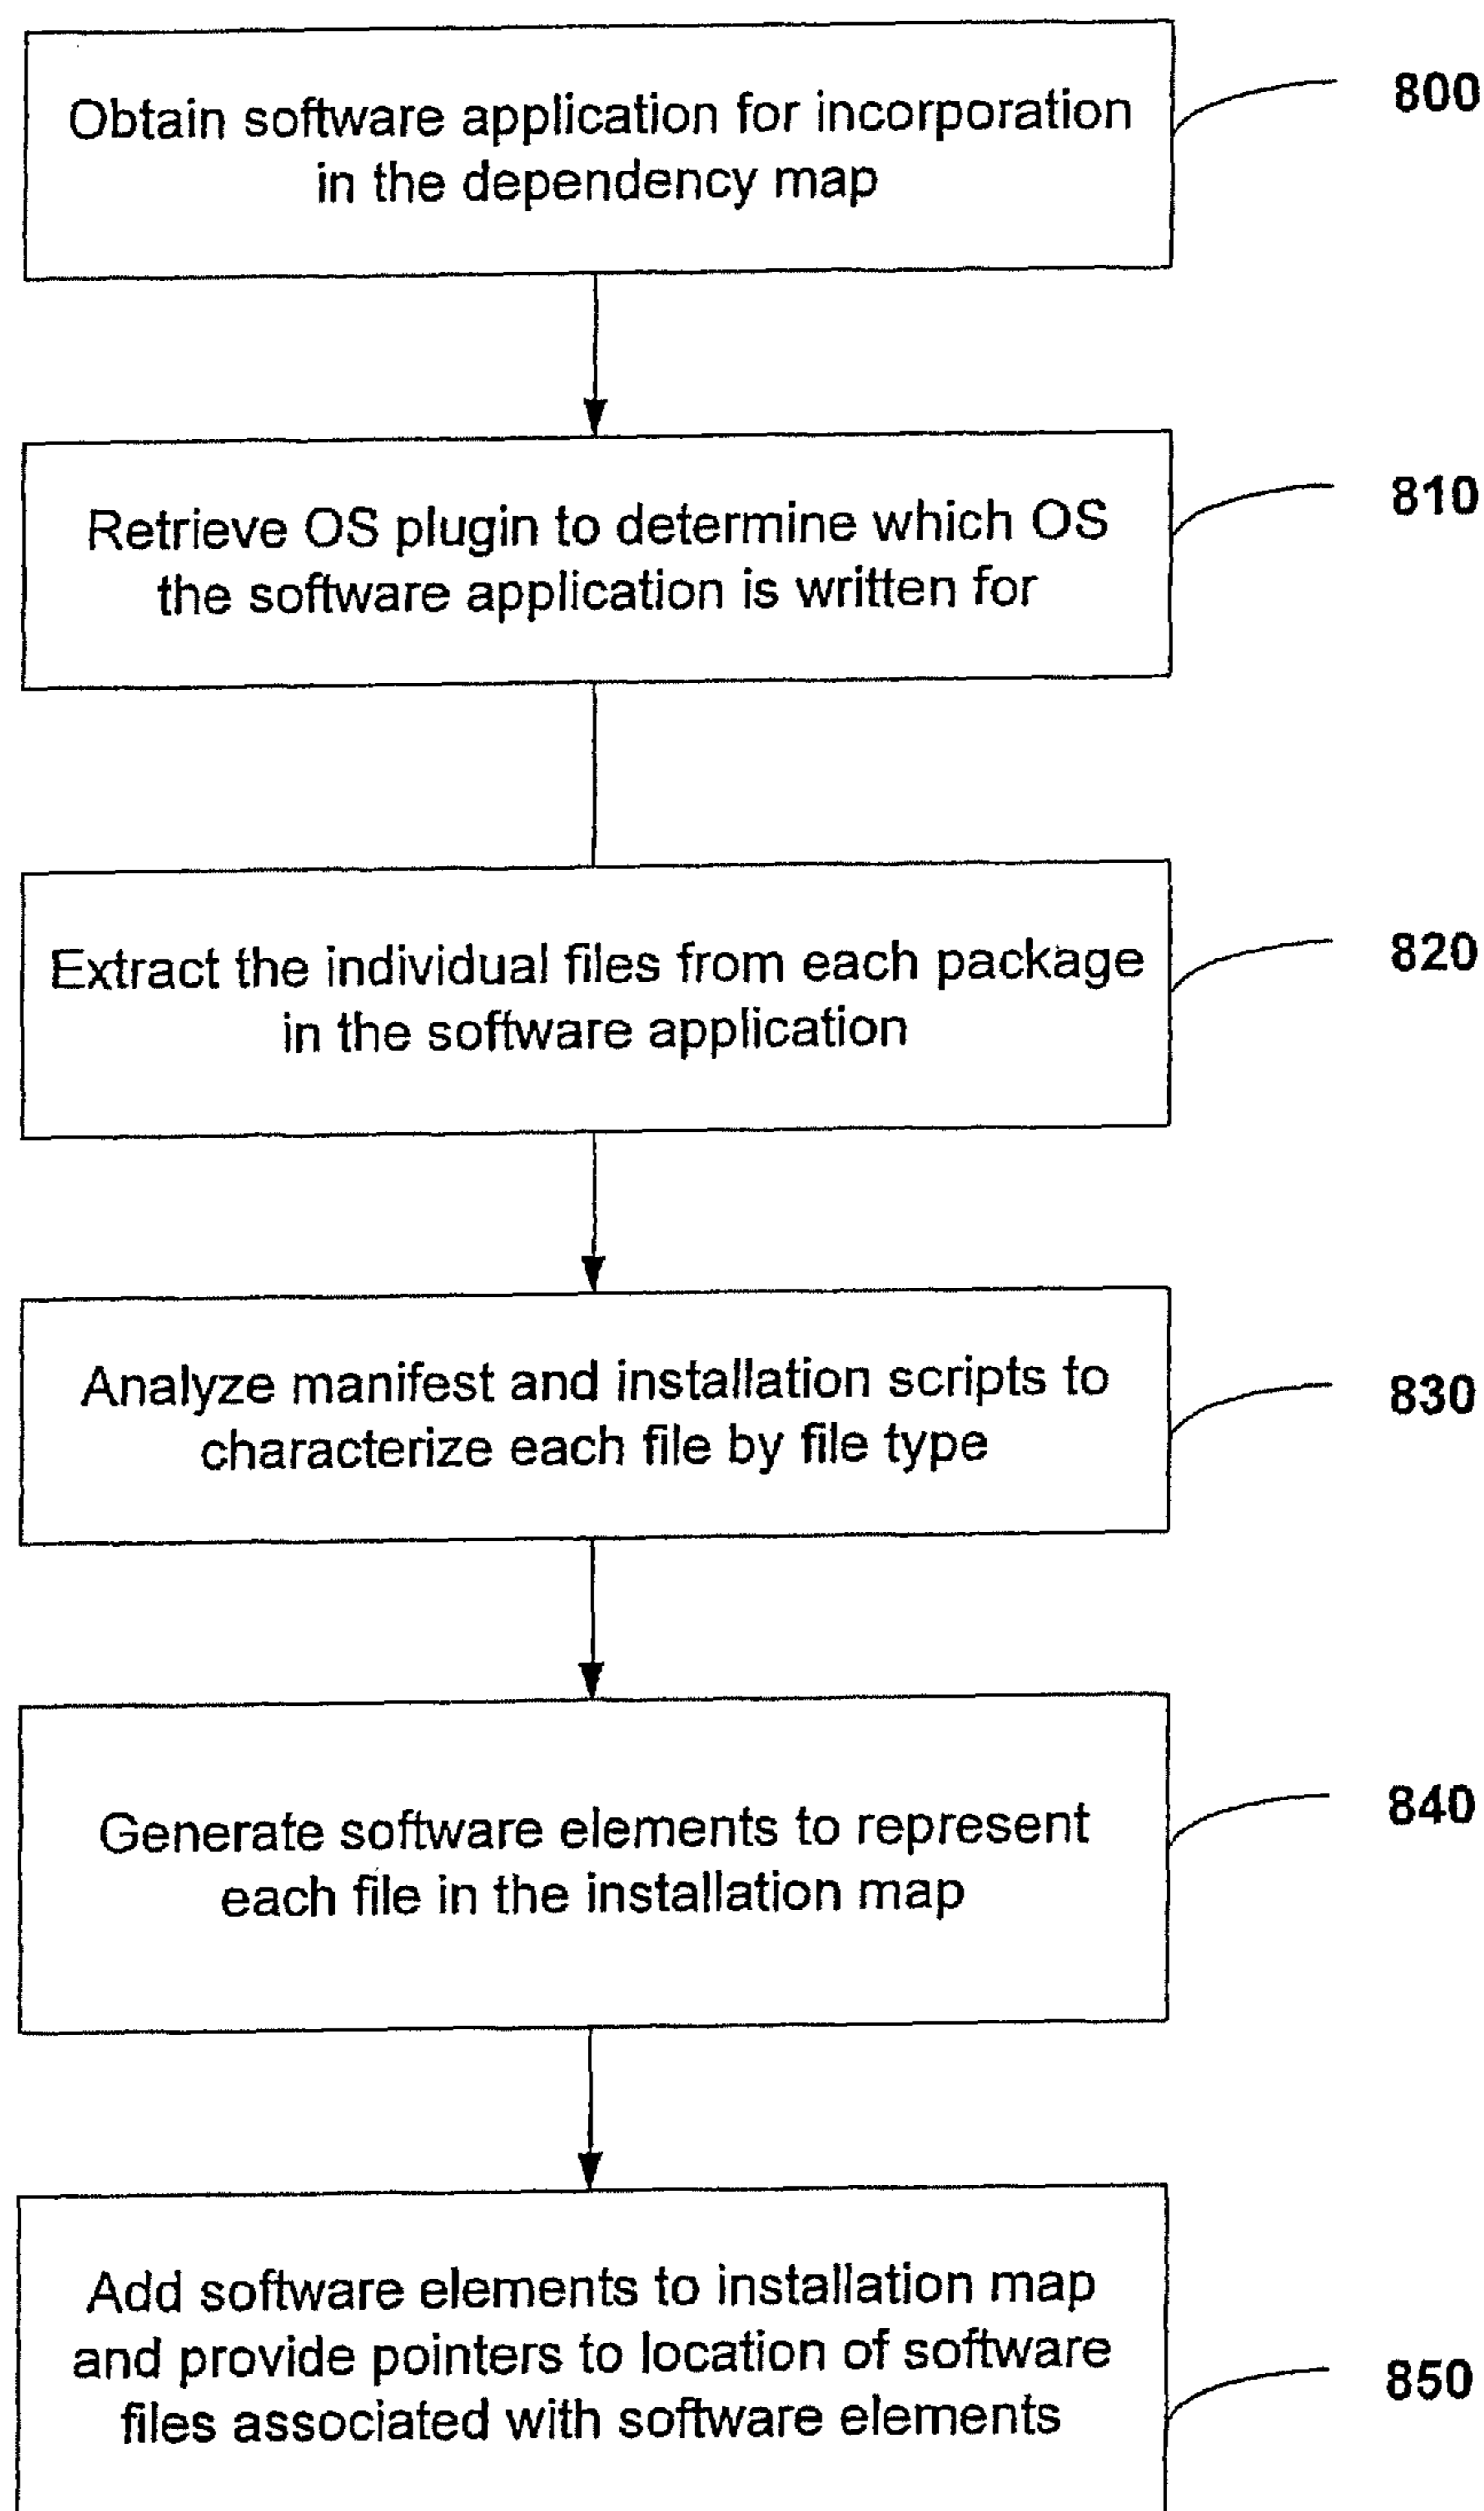 Obtain software application for incorporation
in the dependency map
800
Retrieve OS plugin to determine which OS
the software application is written for
810
Extract the individual files from each package
in the software application
820
Analyze manifest and installation scripts to
characterize each file by file type
830
Generate software elements to represent
each file in the installation map
840
Add software elements to installation map
and provide pointers to location of software
files associated with software elements
850